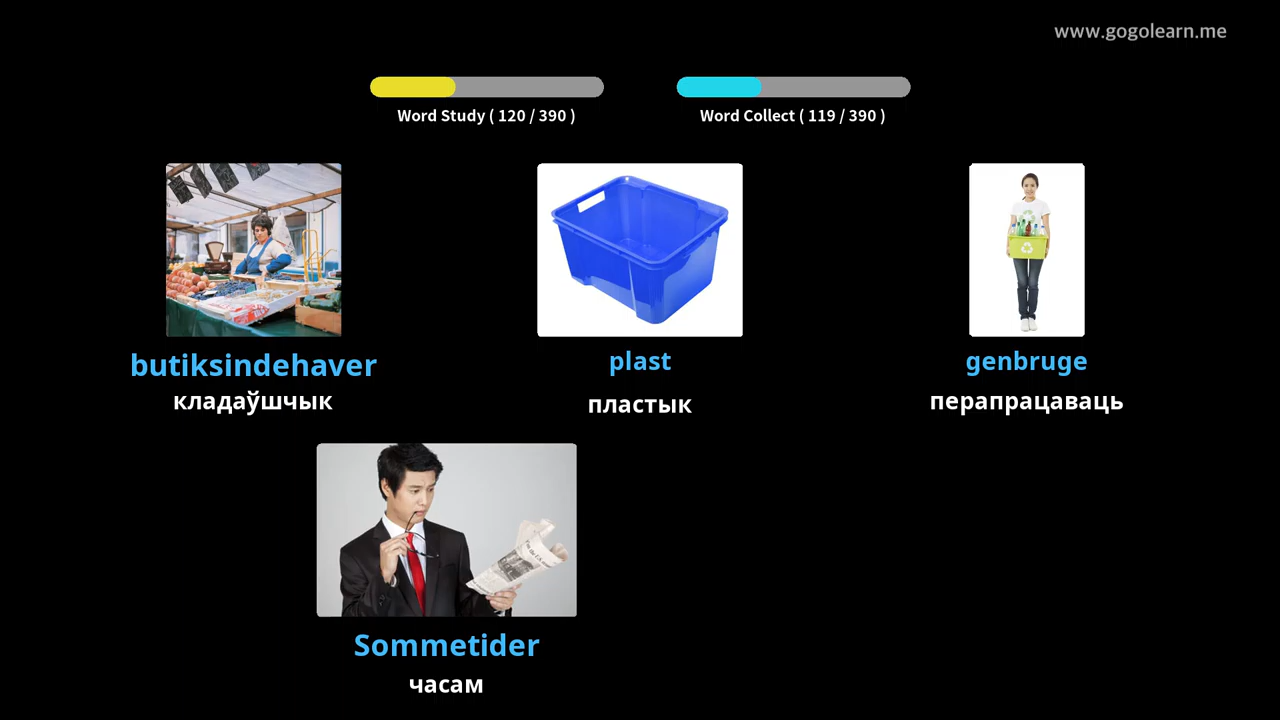 www.gogolearn.me
Word Study ( 120 / 390 )
Word Collect ( 119 / 390 )
butiksindehaver
plast
genbruge
кладаўшчык
пластык
перапрацаваць
Sommetider
часам